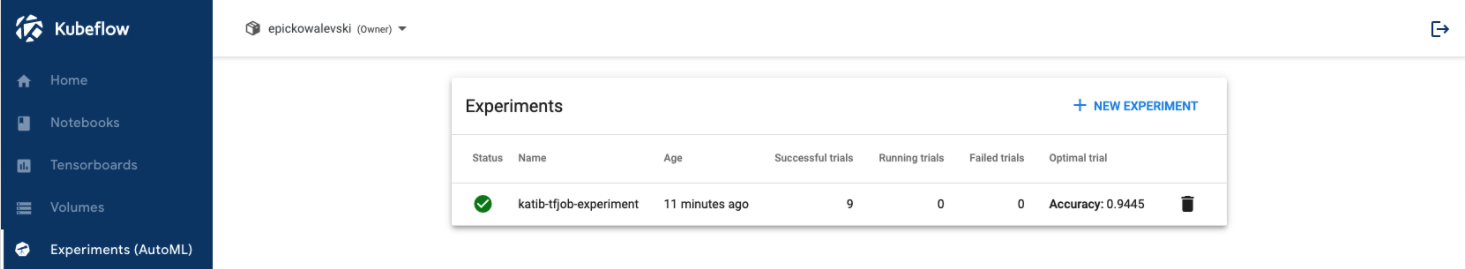 Kubeflow
epickowalevski (Owner)
Home
Notebooks
Tensorboards
Volumes
Experiments (AutoML)
Experiments
NEW EXPERIMENT
Status Name Age Successful trials Running trials Failed trials Optimal trial
katib-tfjob-experiment 11 minutes ago 9 0 0 Accuracy: 0.9445